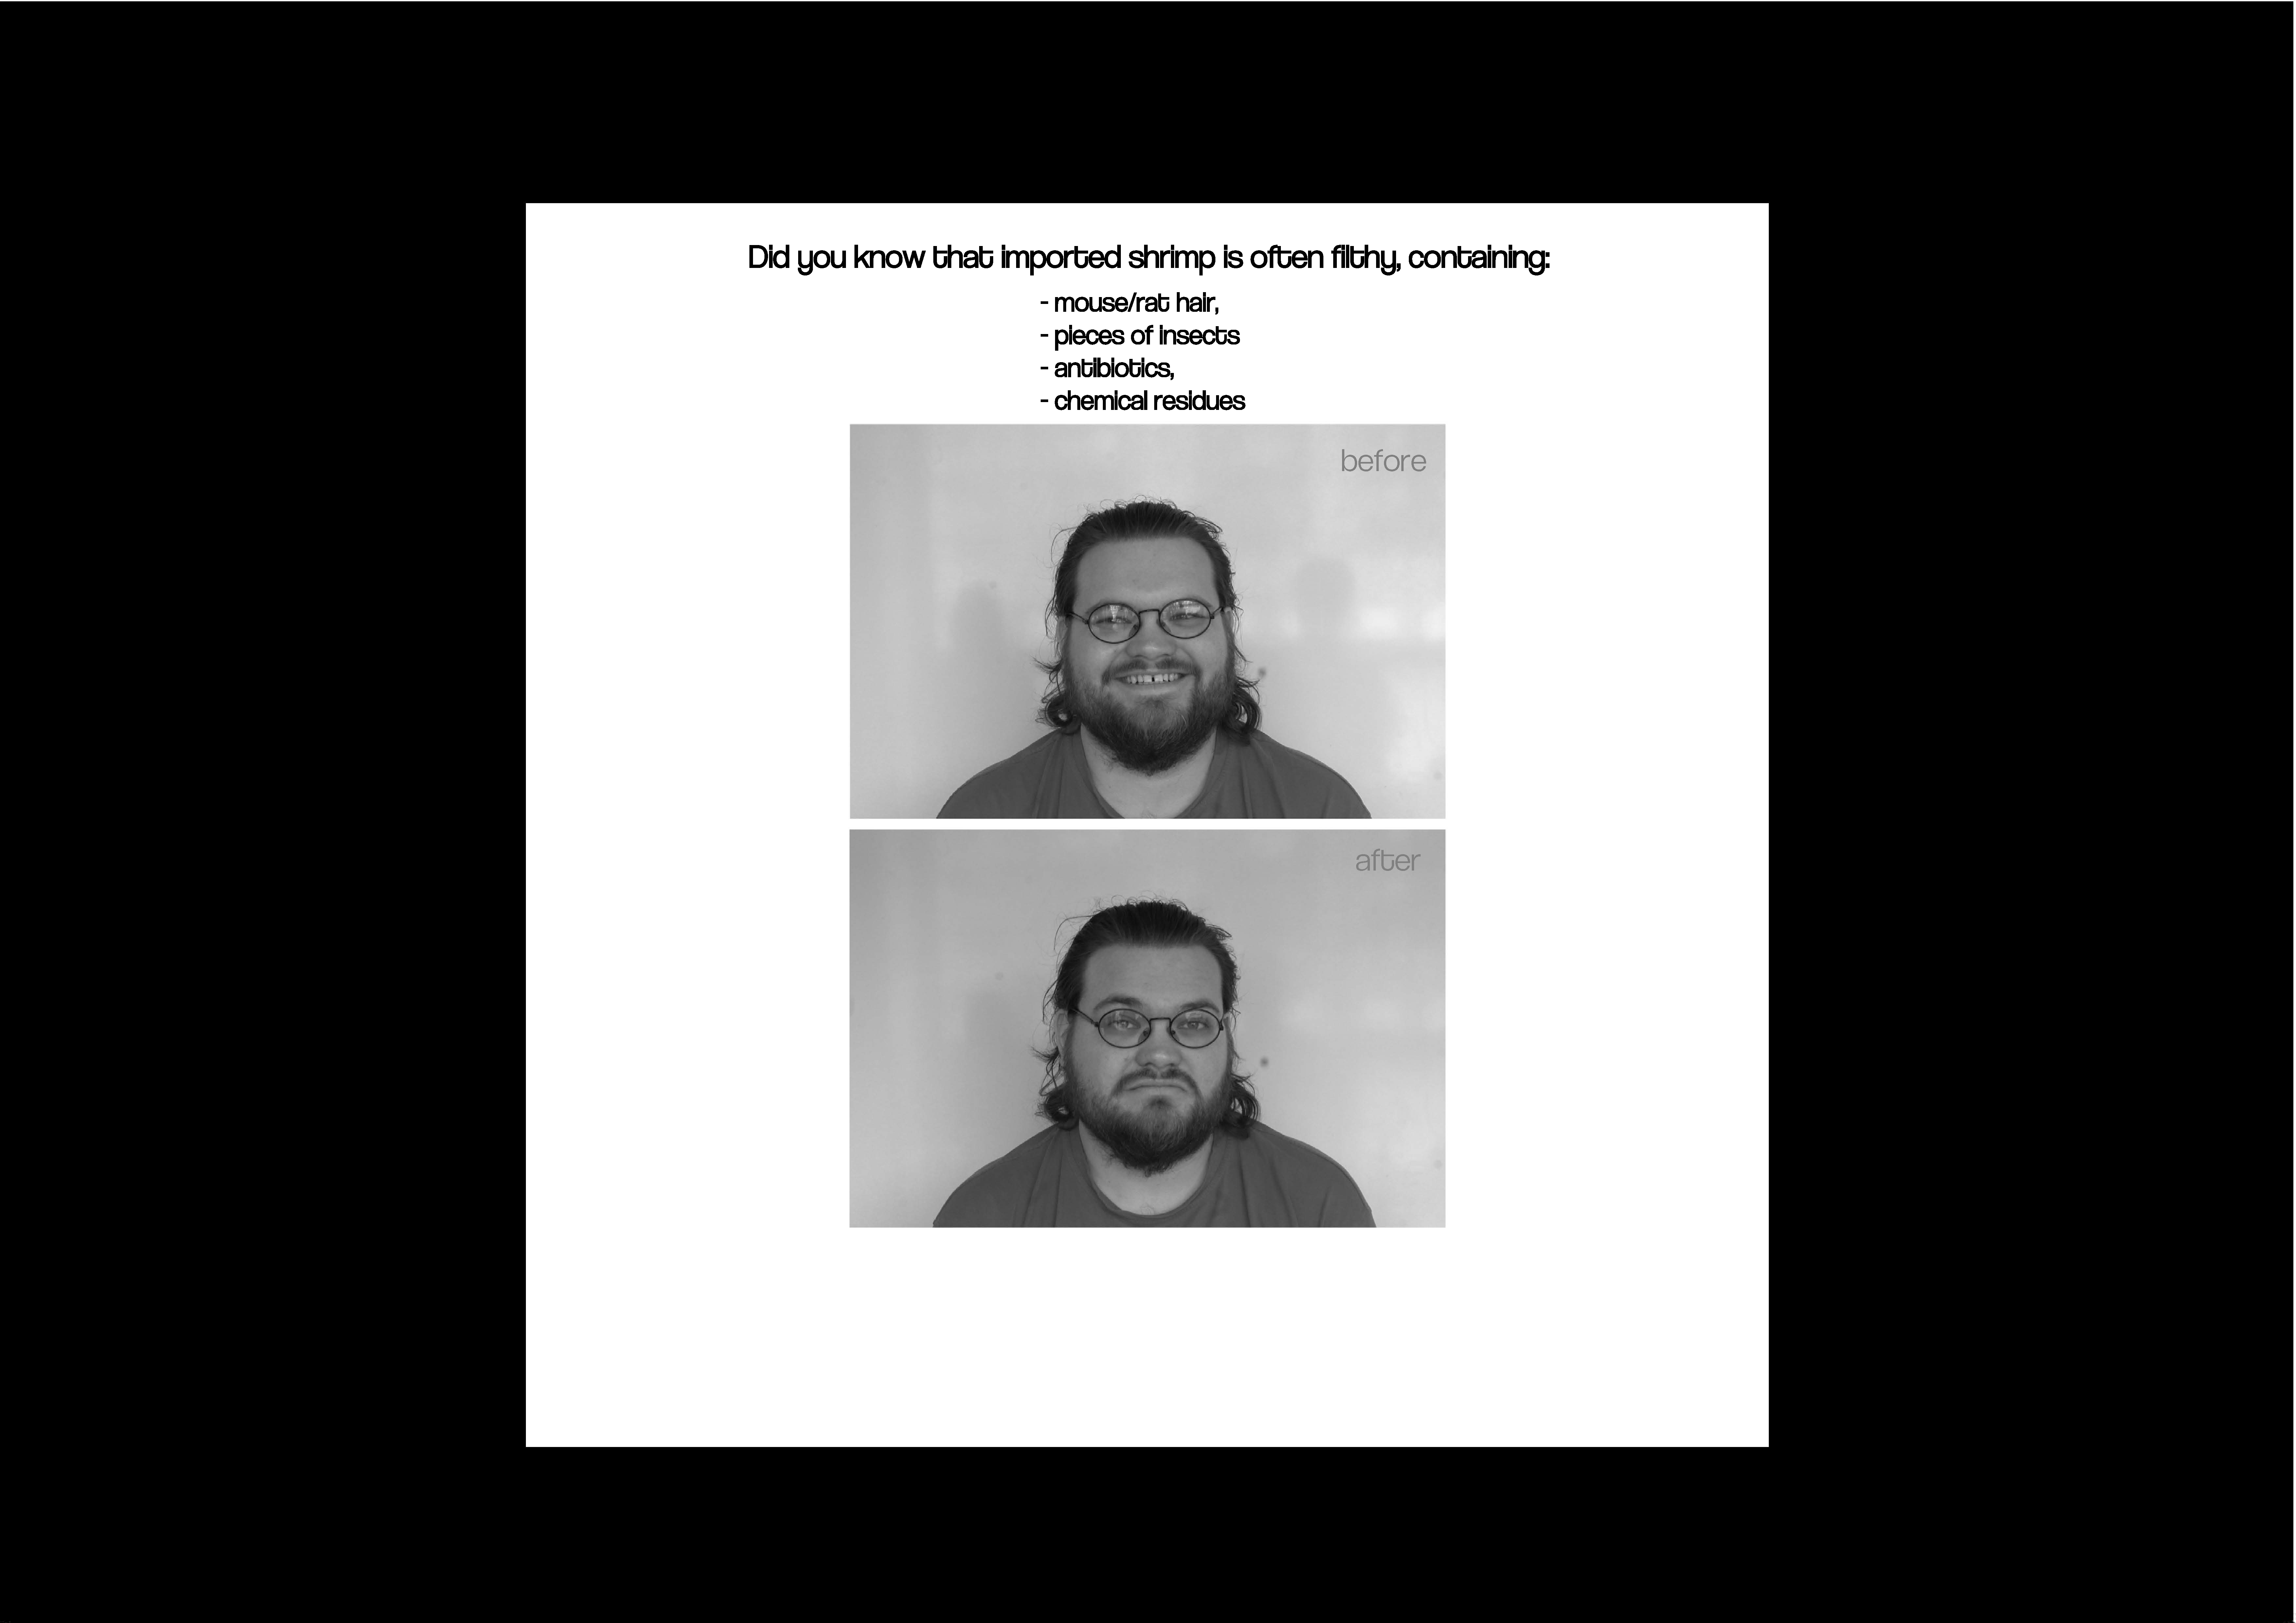 Did you know that imported shrimp is often filthy, containing:
- mouse/rat hair,
- pieces of insects
- antibiotics,
- chemical residues
before
after